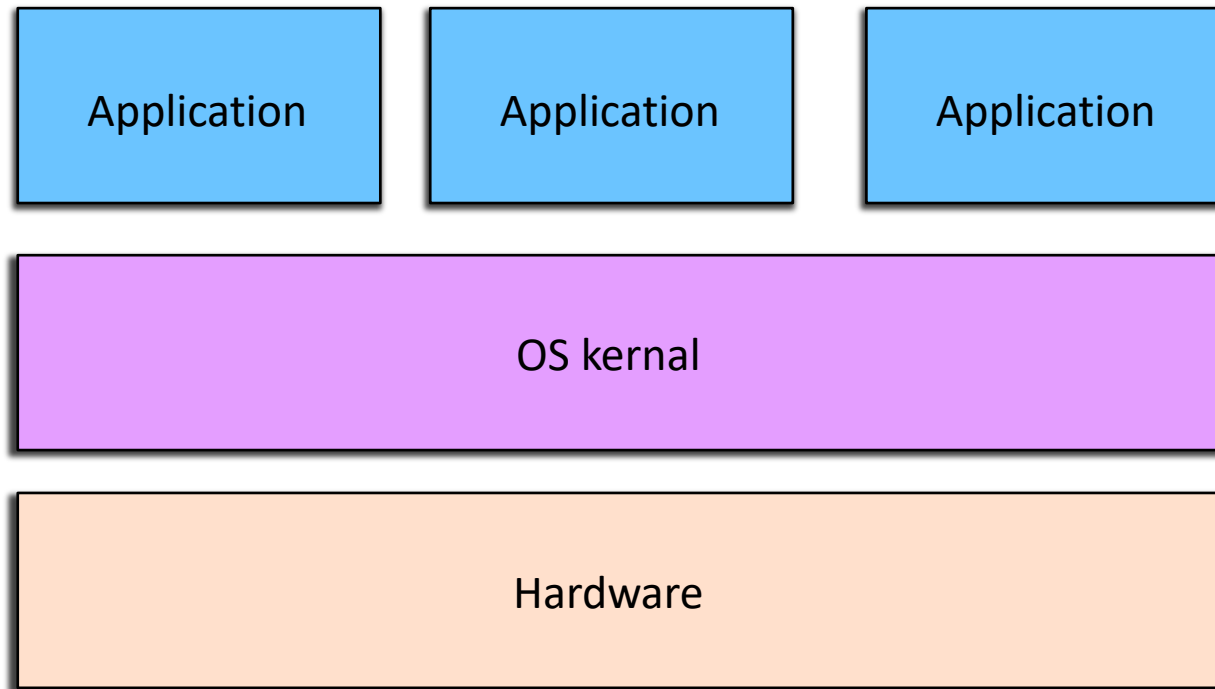 Application
Application
Application
OS kernal
Hardware